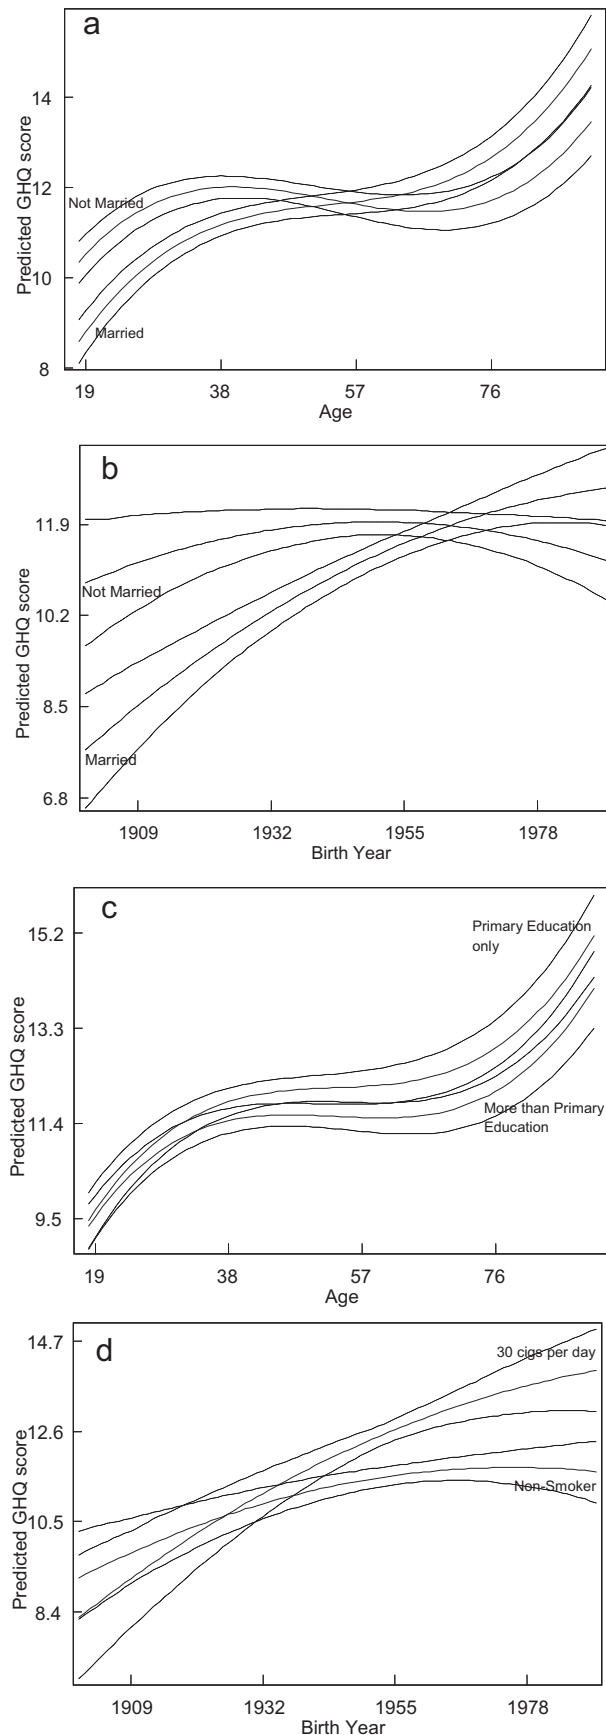 a
Predicted GHQ score
14
12
10
8
Not Married
Married
19 38 57 76
Age
b
Predicted GHQ score
11.9
10.2
8.5
6.8
Not Married
Married
1909 1932 1955 1978
Birth Year
c
Predicted GHQ score
15.2
13.3
11.4
9.5
Primary Education
only
More than Primary
Education
19 38 57 76
Age
d
Predicted GHQ score
14.7
12.6
10.5
8.4
30 cigs per day
Non-Smoker
1909 1932 1955 1978
Birth Year